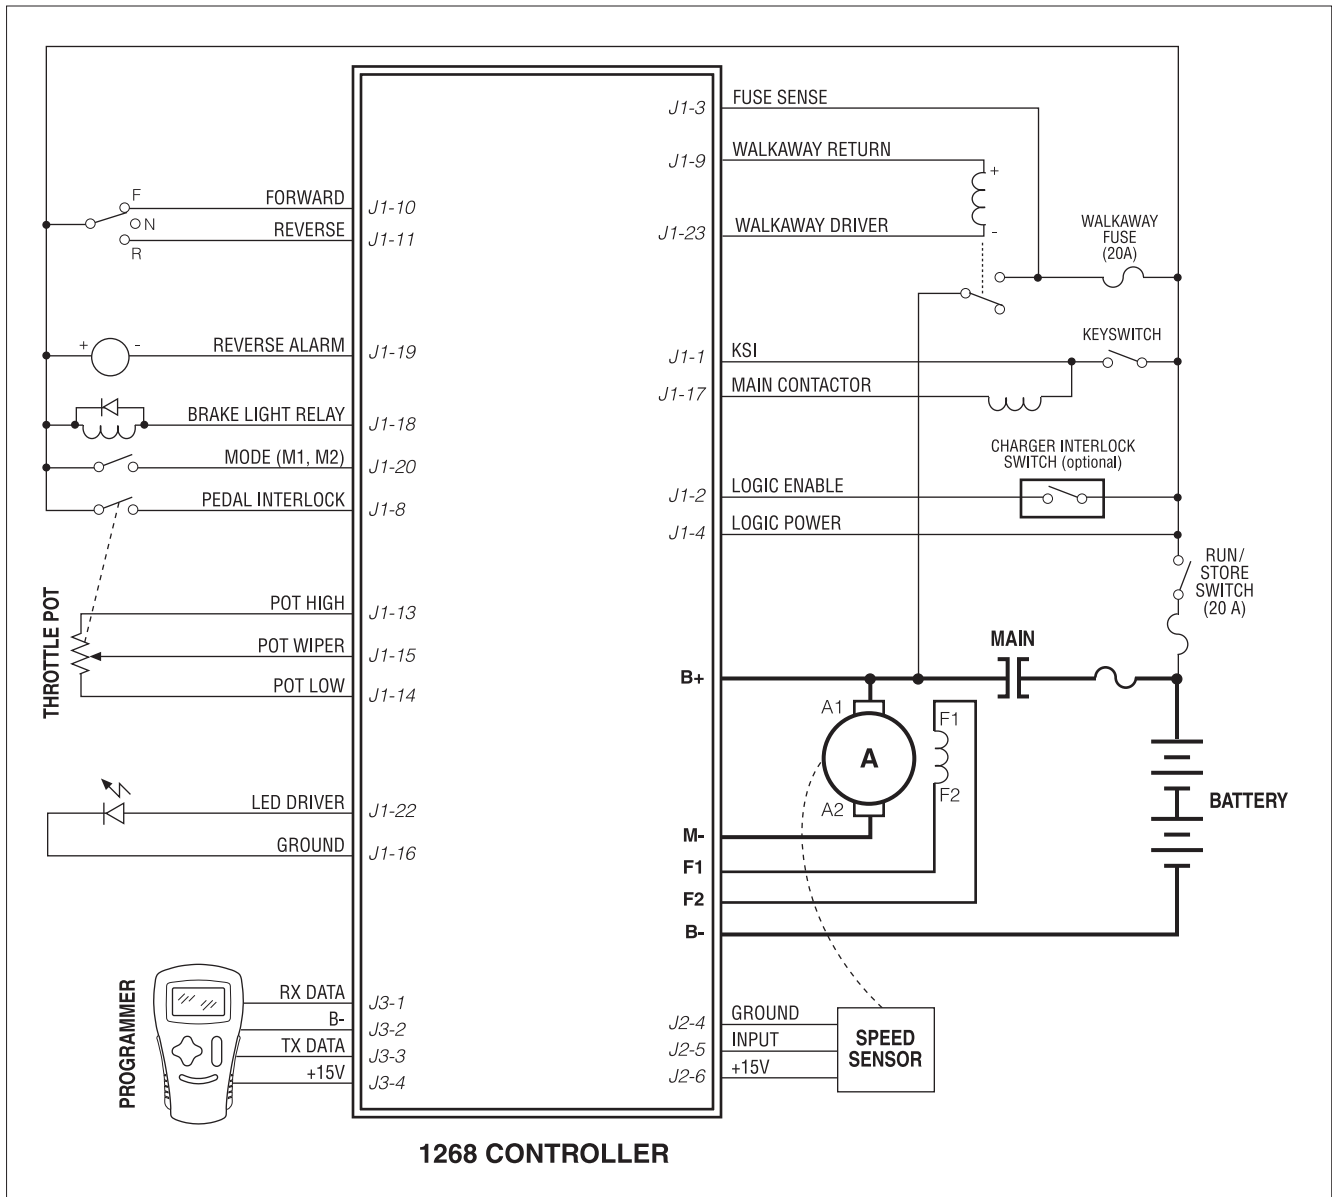 J1-3 FUSE SENSE
J1-9 WALKAWAY RETURN
+
F
FORWARD J1-10
N
REVERSE J1-11
R
J1-23 WALKAWAY DRIVER
-
WALKAWAY
FUSE
(20A)
+ - REVERSE ALARM J1-19
J1-1 KSI
KEYSWITCH
J1-17 MAIN CONTACTOR
BRAKE LIGHT RELAY J1-18
MODE (M1, M2) J1-20
PEDAL INTERLOCK J1-8
CHARGER INTERLOCK
SWITCH (optional)
J1-2 LOGIC ENABLE
J1-4 LOGIC POWER
RUN/
STORE
SWITCH
(20 A)
THROTTLE POT
POT HIGH J1-13
POT WIPER J1-15
POT LOW J1-14
B+
MAIN
A1
A
A2
F1
F2
BATTERY
LED DRIVER J1-22
GROUND J1-16
M-
F1
F2
B-
PROGRAMMER
RX DATA J3-1
B- J3-2
TX DATA J3-3
+15V J3-4
J2-4 GROUND
J2-5 INPUT
J2-6 +15V
SPEED
SENSOR
1268 CONTROLLER